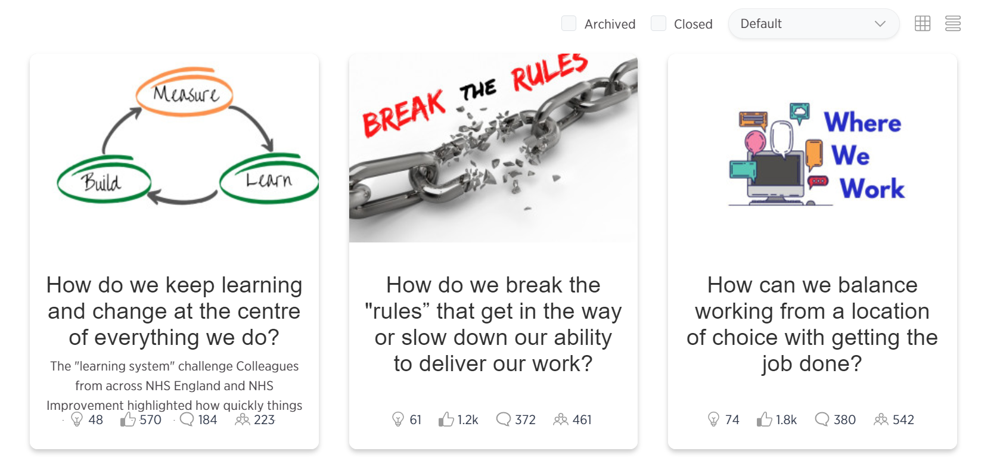 Archived
Closed
Default
Measure
Build
Learn
How do we keep learning
and change at the centre
of everything we do?
The "learning system" challenge Colleagues
from across NHS England and NHS
Improvement highlighted how quickly things
48 570 184 223
BREAK THE RULES
How do we break the
"rules” that get in the way
or slow down our ability
to deliver our work?
61 1.2k 372 461
Where
We
Work
How can we balance
working from a location
of choice with getting the
job done?
74 1.8k 380 542